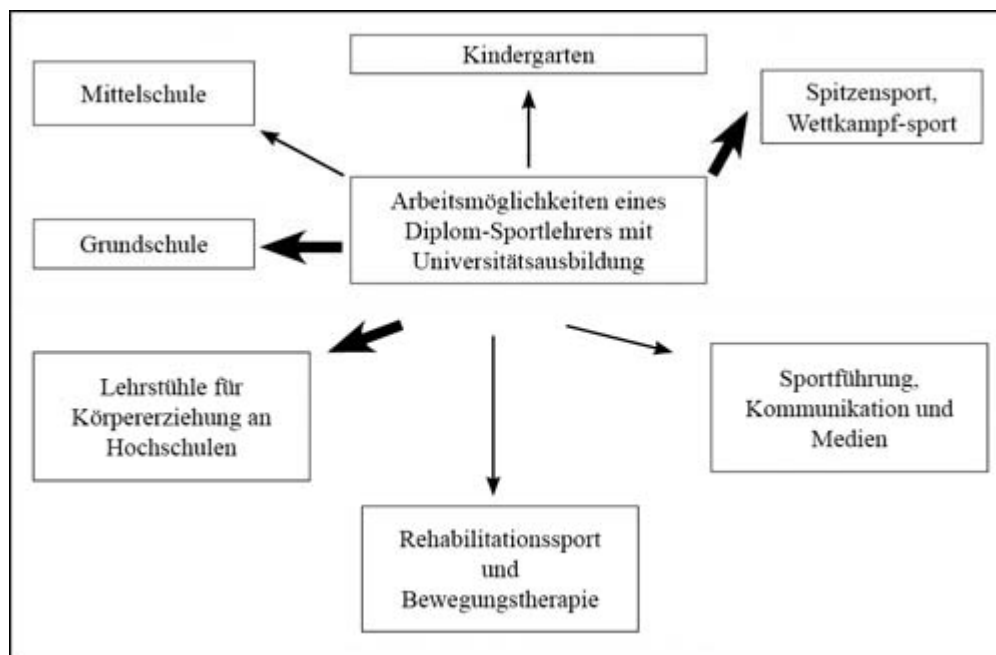 Kindergarten
Mittelschule
Spitzensport,
Wettkampf-sport
Arbeitsmöglichkeiten eines
Diplom-Sportlehrers mit
Universitätsausbildung
Grundschule
Lehrstühle für
Körpererziehung an
Hochschulen
Sportführung,
Kommunikation und
Medien
Rehabilitationssport
und
Bewegungstherapie